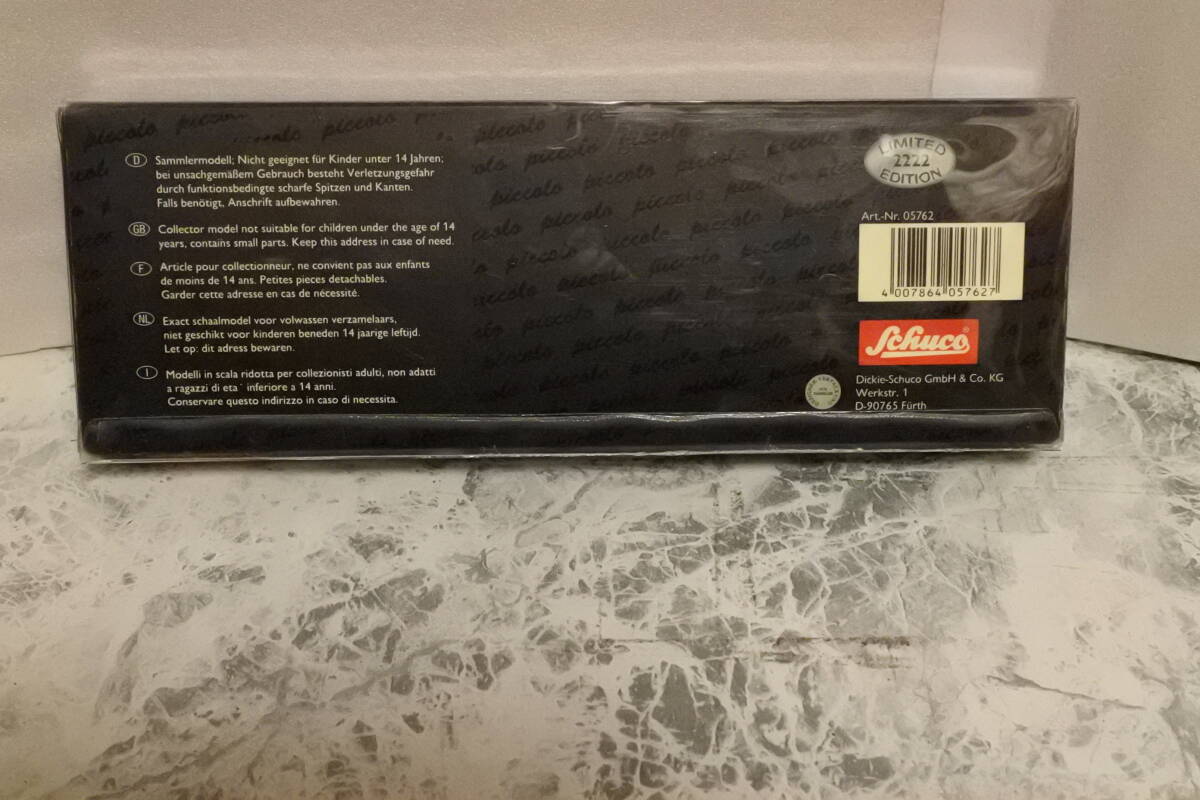 piccolo piccolo piccolo piccolo
D Sammlermodell; Nicht geeignet für Kinder unter 14 Jahren;
bei unsachgemäßem Gebrauch besteht Verletzungsgefahr
durch funktionsbedingte scharfe Spitzen und Kanten.
Falls benötigt, Anschrift aufbewahren.
GB Collector model not suitable for children under the age of 14
years, contains small parts. Keep this address in case of need.
F Article pour collectionneur, ne convient pas aux enfants
de moins de 14 ans. Petites pieces detachables.
Garder cette adresse en cas de nécessité.
NL Exact schaalmodel voor volwassen verzamelaars,
niet geschikt voor kinderen beneden 14 jaarige leftijd.
Let op: dit adress bewaren.
I Modelli in scala ridotta per collezionisti adulti, non adatti
a ragazzi di eta´ inferiore a 14 anni.
Conservare questo indirizzo in caso di necessita.
LIMITED
2222
EDITION
Art.-Nr. 05762
4 007864 057627
Schuco
Dickie-Schuco GmbH & Co. KG
Werkstr. 1
D-90765 Fürth